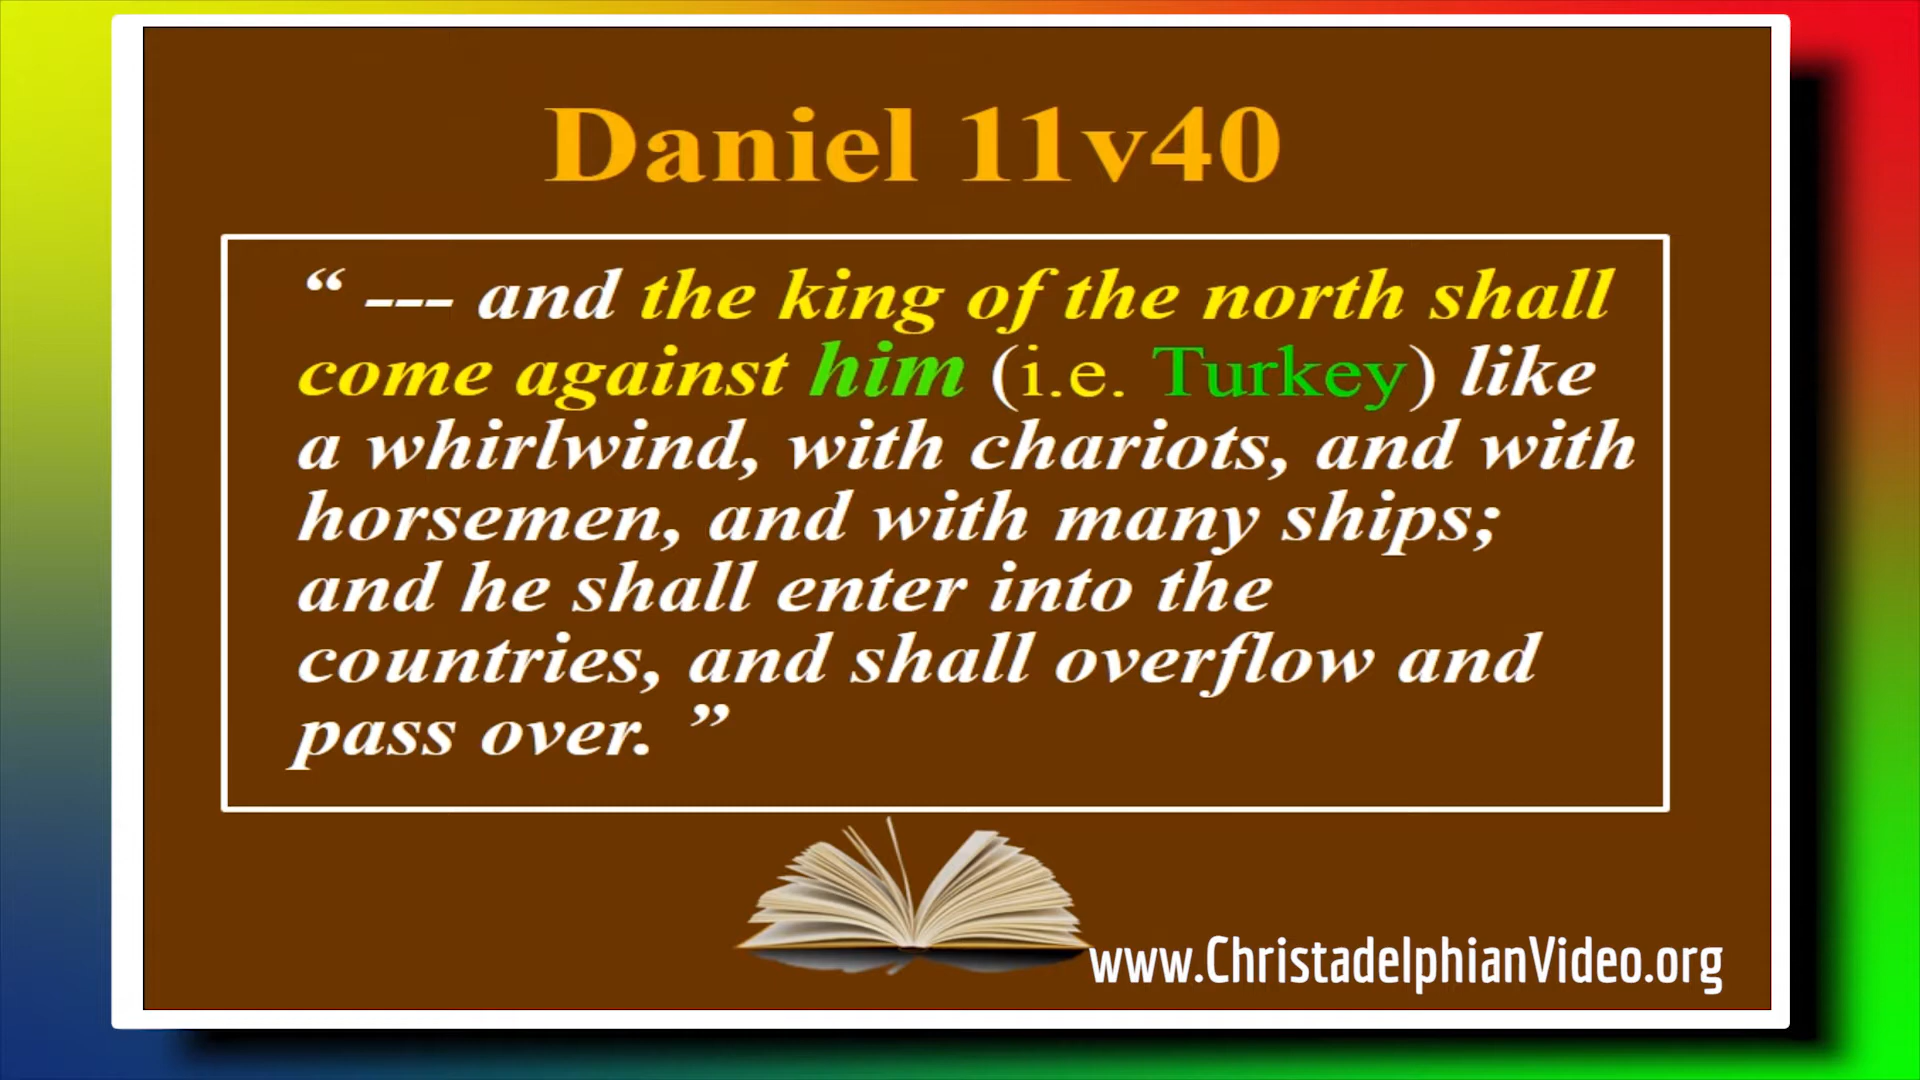 Daniel 11v40
“ --- and the king of the north shall
come against him (i.e. Turkey) like
a whirlwind, with chariots, and with
horsemen, and with many ships;
and he shall enter into the
countries, and shall overflow and
pass over. ”
www.ChristadelphianVideo.org